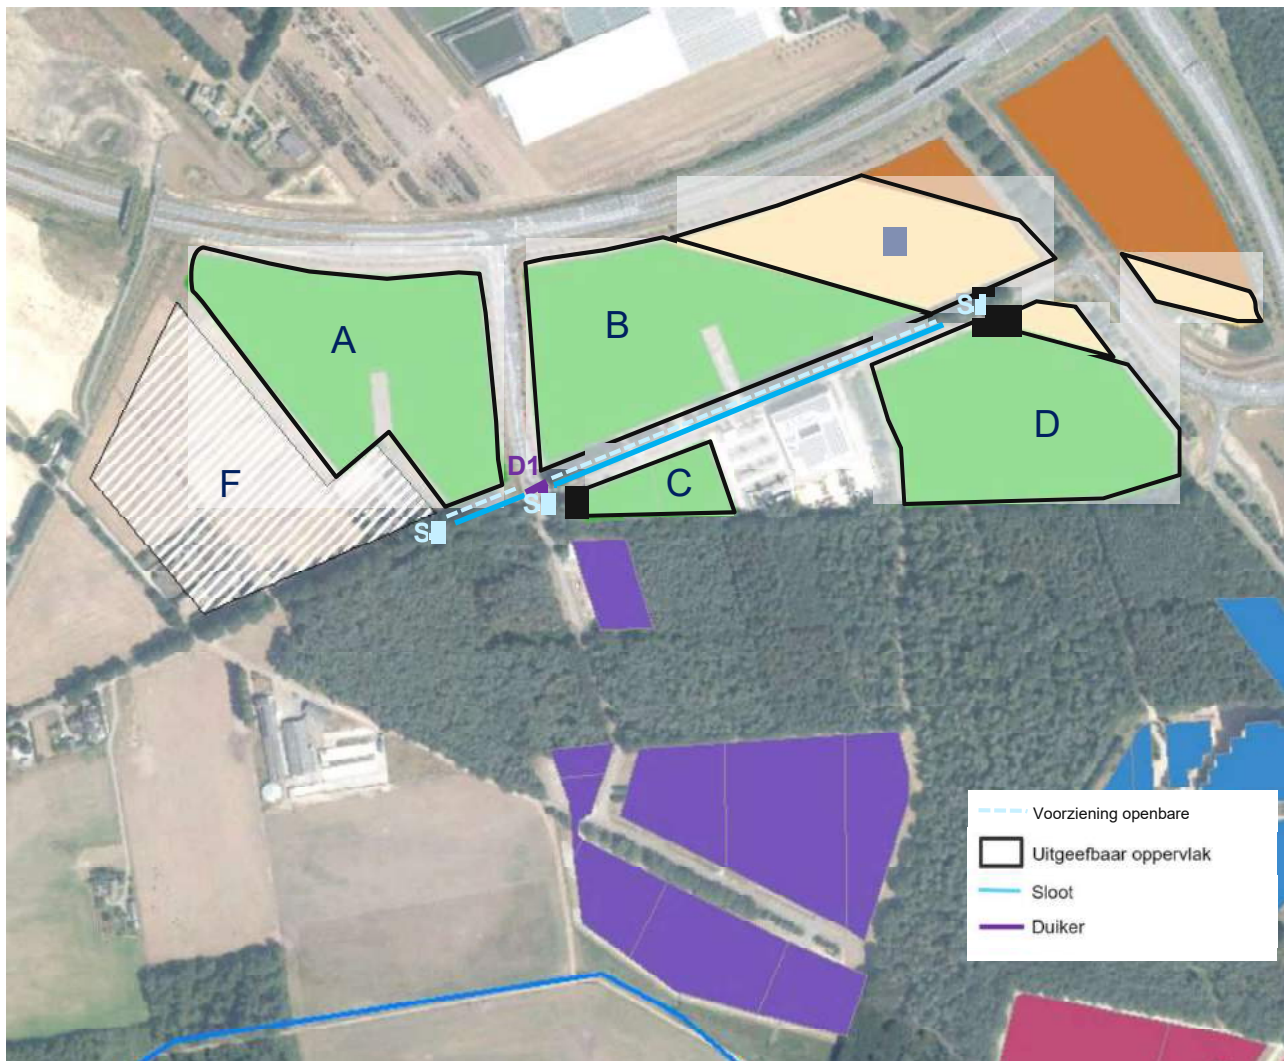 A
B
S
D
D1
C
F
S
S
Voorziening openbare
Uitgeefbaar oppervlak
Sloot
Duiker